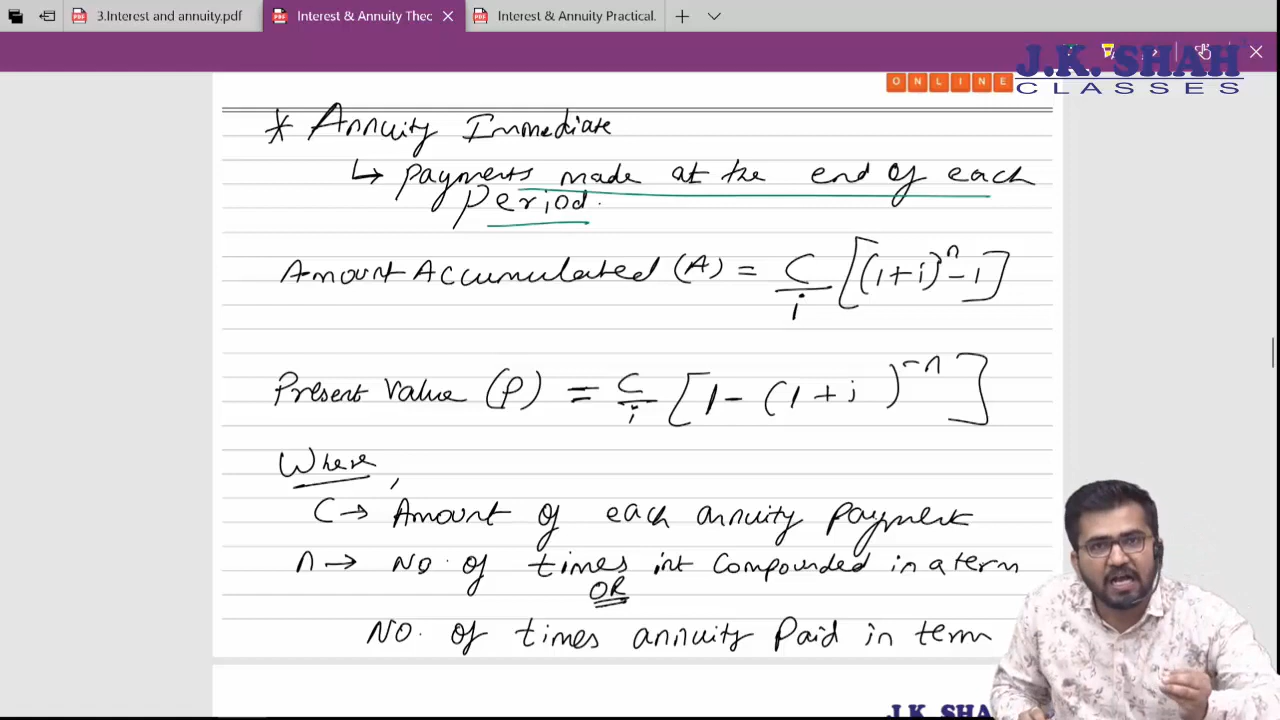 3.Interest and annuity.pdf
Interest & Annuity Thec
Interest & Annuity Practical.
J.K. SHAH
CLASSES
ONLINE
* Annuity Immediate
↳ payments made at the end of each
period.
Amount Accumulated (A) = C/i [(1+i)^n - 1]
Present Value (P) = C/i [1 - (1+i)^-n]
Where,
C → Amount of each annuity payment
n → No. of times int Compounded in a term
OR
No. of times annuity Paid in term
J.K. SHA